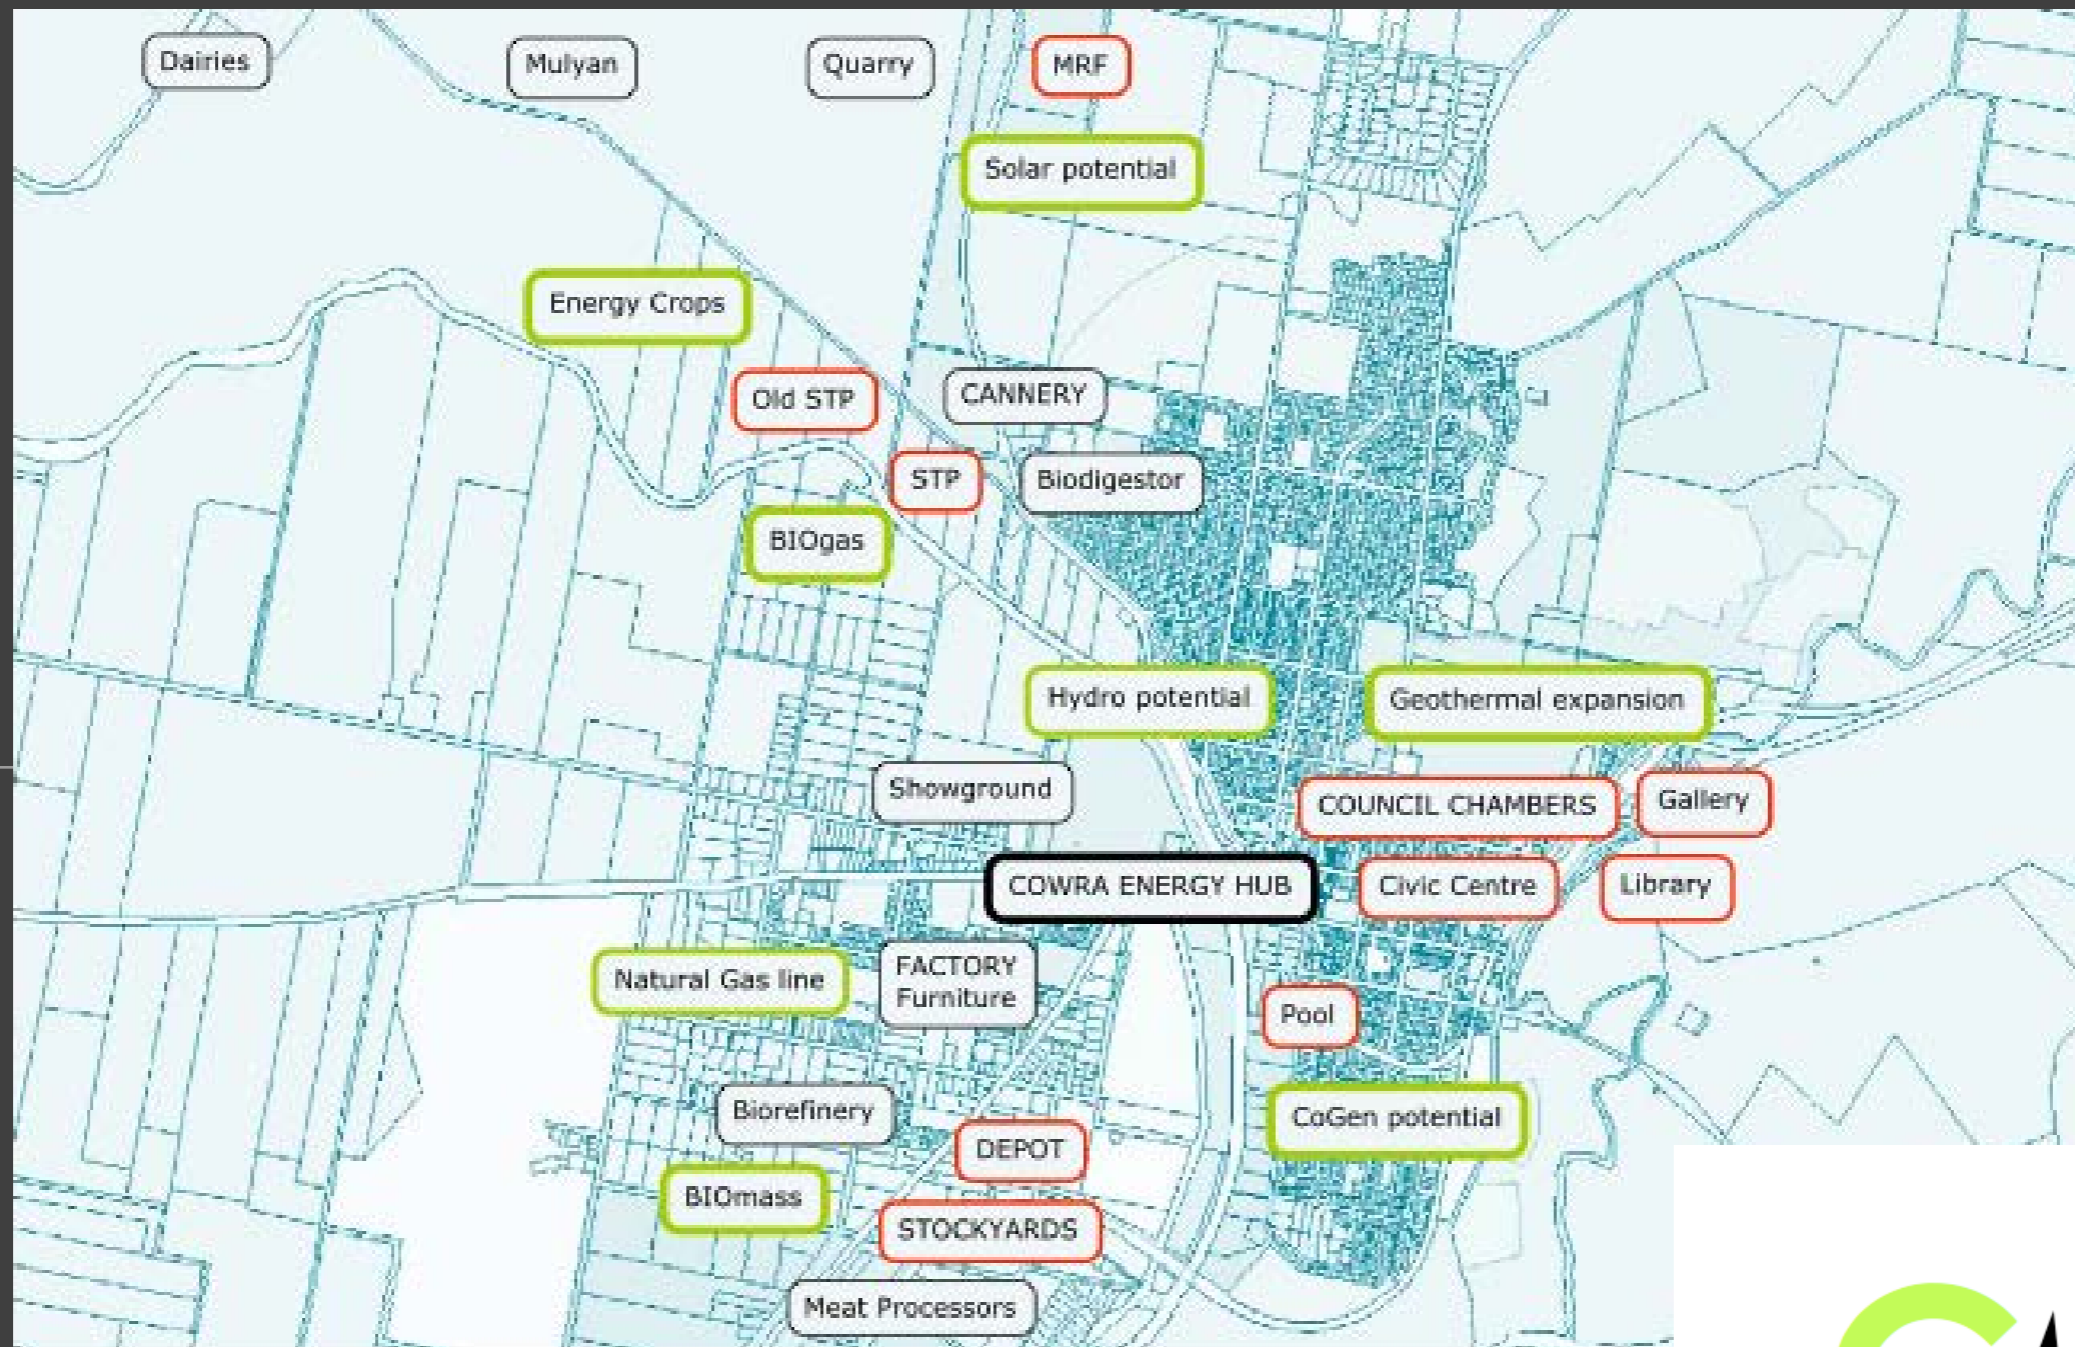 Dairies
Mulyan
Quarry
MRF
Solar potential
Energy Crops
Old STP
CANNERY
STP
Biodigestor
BIOgas
Hydro potential
Geothermal expansion
Showground
COUNCIL CHAMBERS
Gallery
COWRA ENERGY HUB
Civic Centre
Library
Natural Gas line
FACTORY
Furniture
Pool
Biorefinery
CoGen potential
DEPOT
BIOmass
STOCKYARDS
Meat Processors